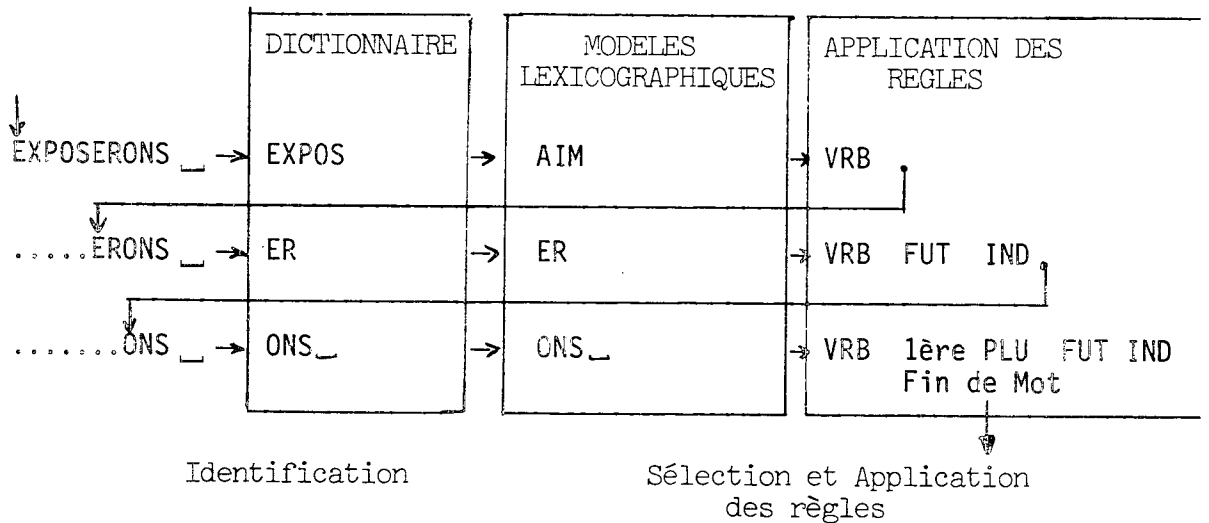 DICTIONNAIRE MODELES APPLICATION DES
LEXICOGRAPHIQUES REGLES
EXPOSERONS ⎵ → EXPOS → AIM → VRB
.....ERONS ⎵ → ER → ER → VRB FUT IND
.......ONS ⎵ → ONS⎵ → ONS⎵ → VRB 1ère PLU FUT IND
Fin de Mot
Identification Sélection et Application
des règles